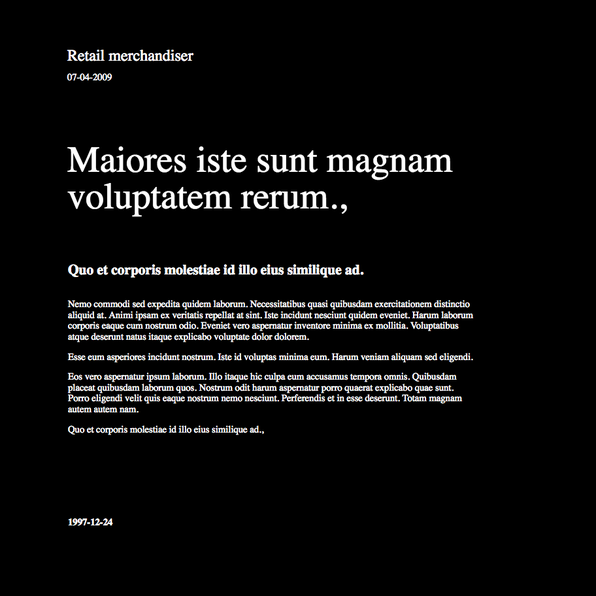 Retail merchandiser
07-04-2009
Maiores iste sunt magnam
voluptatem rerum.,
Quo et corporis molestiae id illo eius similique ad.
Nemo commodi sed expedita quidem laborum. Necessitatibus quasi quibusdam exercitationem distinctio
aliquid at. Animi ipsam ex veritatis repellat at sint. Iste incidunt nesciunt quidem eveniet. Harum laborum
corporis eaque cum nostrum odio. Eveniet vero aspernatur inventore minima ex mollitia. Voluptatibus
atque deserunt natus itaque explicabo voluptate dolor dolorem.
Esse eum asperiores incidunt nostrum. Iste id voluptas minima eum. Harum veniam aliquam sed eligendi.
Eos vero aspernatur ipsum laborum. Illo itaque hic culpa eum accusamus tempora omnis. Quibusdam
placeat quibusdam laborum quos. Nostrum odit harum aspernatur porro quaerat explicabo quae sunt.
Porro eligendi velit quis eaque nostrum nemo nesciunt. Perferendis et in esse deserunt. Totam magnam
autem autem nam.
Quo et corporis molestiae id illo eius similique ad.,
1997-12-24